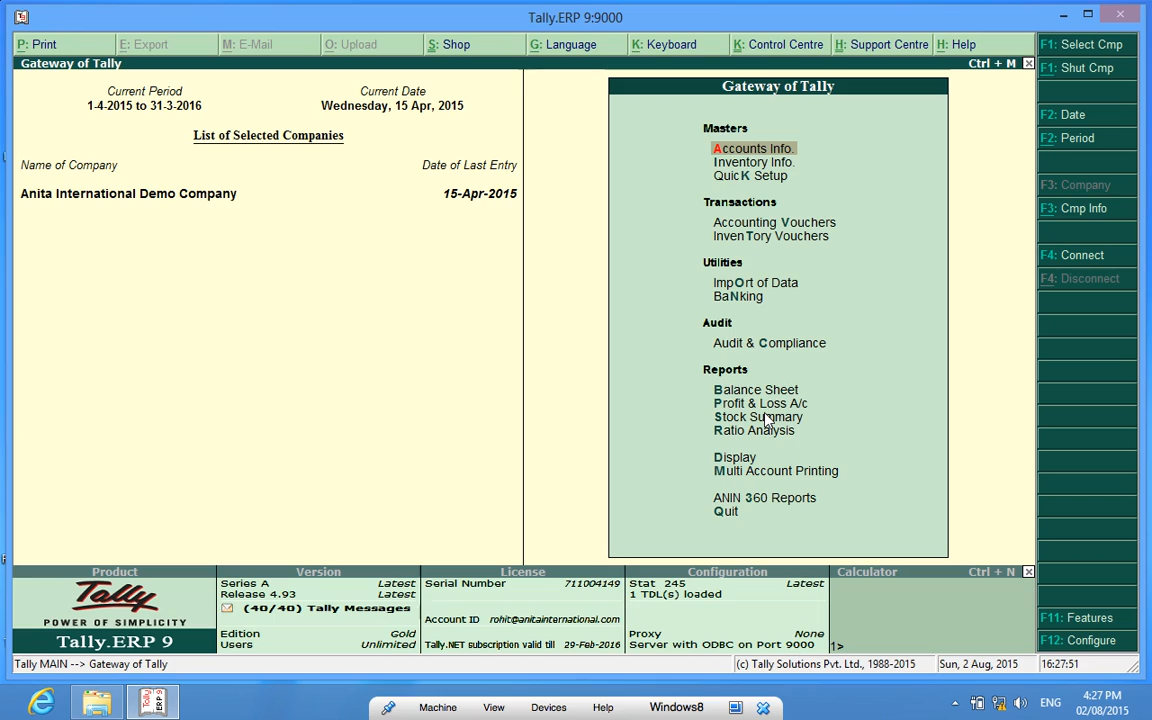 Tally.ERP 9:9000
P: Print
E: Export
M: E-Mail
O: Upload
S: Shop
G: Language
K: Keyboard
K: Control Centre
H: Support Centre
H: Help
Gateway of Tally
Ctrl + M
Current Period
1-4-2015 to 31-3-2016
Current Date
Wednesday, 15 Apr, 2015
List of Selected Companies
Name of Company
Date of Last Entry
Anita International Demo Company
15-Apr-2015
Gateway of Tally
Masters
Accounts Info.
Inventory Info.
QuicK Setup
Transactions
Accounting Vouchers
InvenTory Vouchers
Utilities
ImpOrt of Data
BaNking
Audit
Audit & Compliance
Reports
Balance Sheet
Profit & Loss A/c
Stock Summary
Ratio Analysis
Display
Multi Account Printing
ANIN 360 Reports
Quit
F1: Select Cmp
F1: Shut Cmp
F2: Date
F2: Period
F3: Company
F3: Cmp Info
F4: Connect
F4: Disconnect
F11: Features
F12: Configure
Product
Tally
POWER OF SIMPLICITY
Tally.ERP 9
Version
Series A Latest
Release 4.93 Latest
(40/40) Tally Messages
Edition Gold
Users Unlimited
License
Serial Number 711004149
Account ID rohit@anitainternational.com
Tally.NET subscription valid till 29-Feb-2016
Configuration
Stat 245 Latest
1 TDL(s) loaded
Proxy None
Server with ODBC on Port 9000
Calculator
Ctrl + N
1>
Tally MAIN --> Gateway of Tally
(c) Tally Solutions Pvt. Ltd., 1988-2015
Sun, 2 Aug, 2015
16:27:51
Machine
View
Devices
Help
Windows8
ENG
4:27 PM
02/08/2015